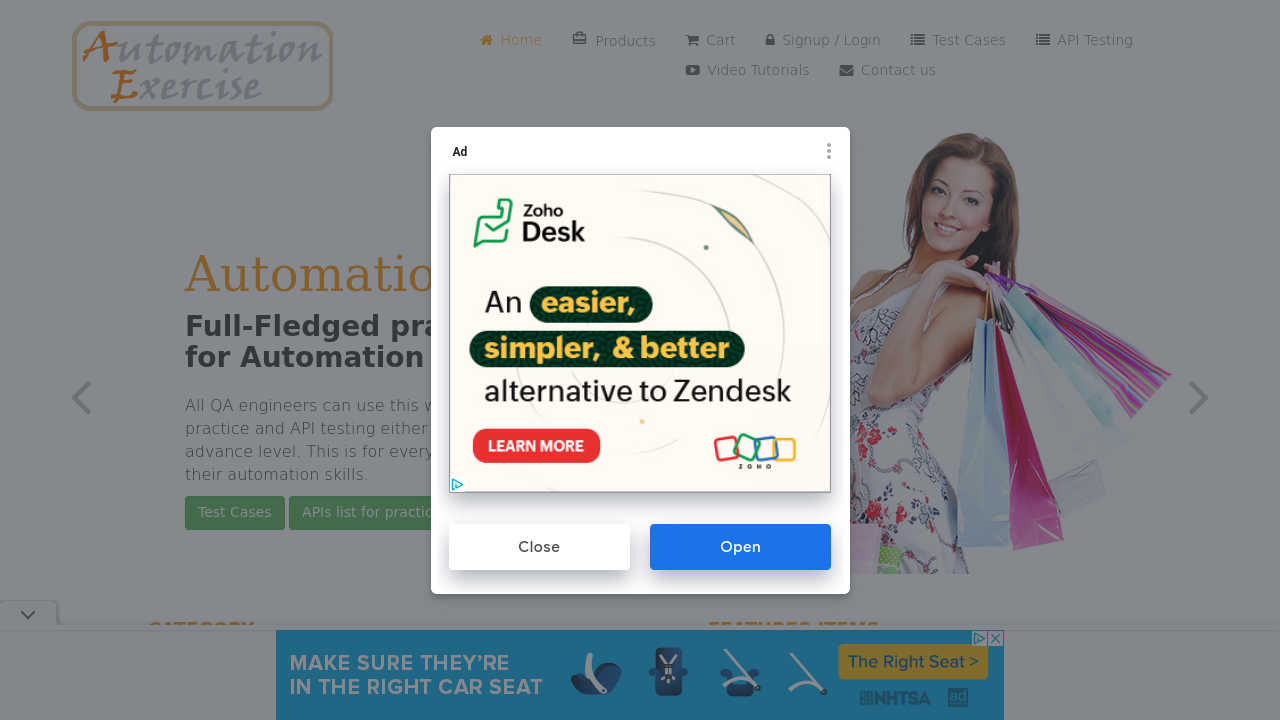 Automation
Exercise
Home
Products
Cart
Signup / Login
Test Cases
API Testing
Video Tutorials
Contact us
Ad
Zoho
Desk
An easier,
simpler, & better
alternative to Zendesk
LEARN MORE
ZOHO
Close
Open
Automatio
Full-Fledged pra
for Automation
All QA engineers can use this w
practice and API testing either
advance level. This is for every
their automation skills.
Test Cases
APIs list for practic
CATEGORY
FEATURES ITEMS
MAKE SURE THEY'RE
IN THE RIGHT CAR SEAT
The Right Seat >
NHTSA
ad